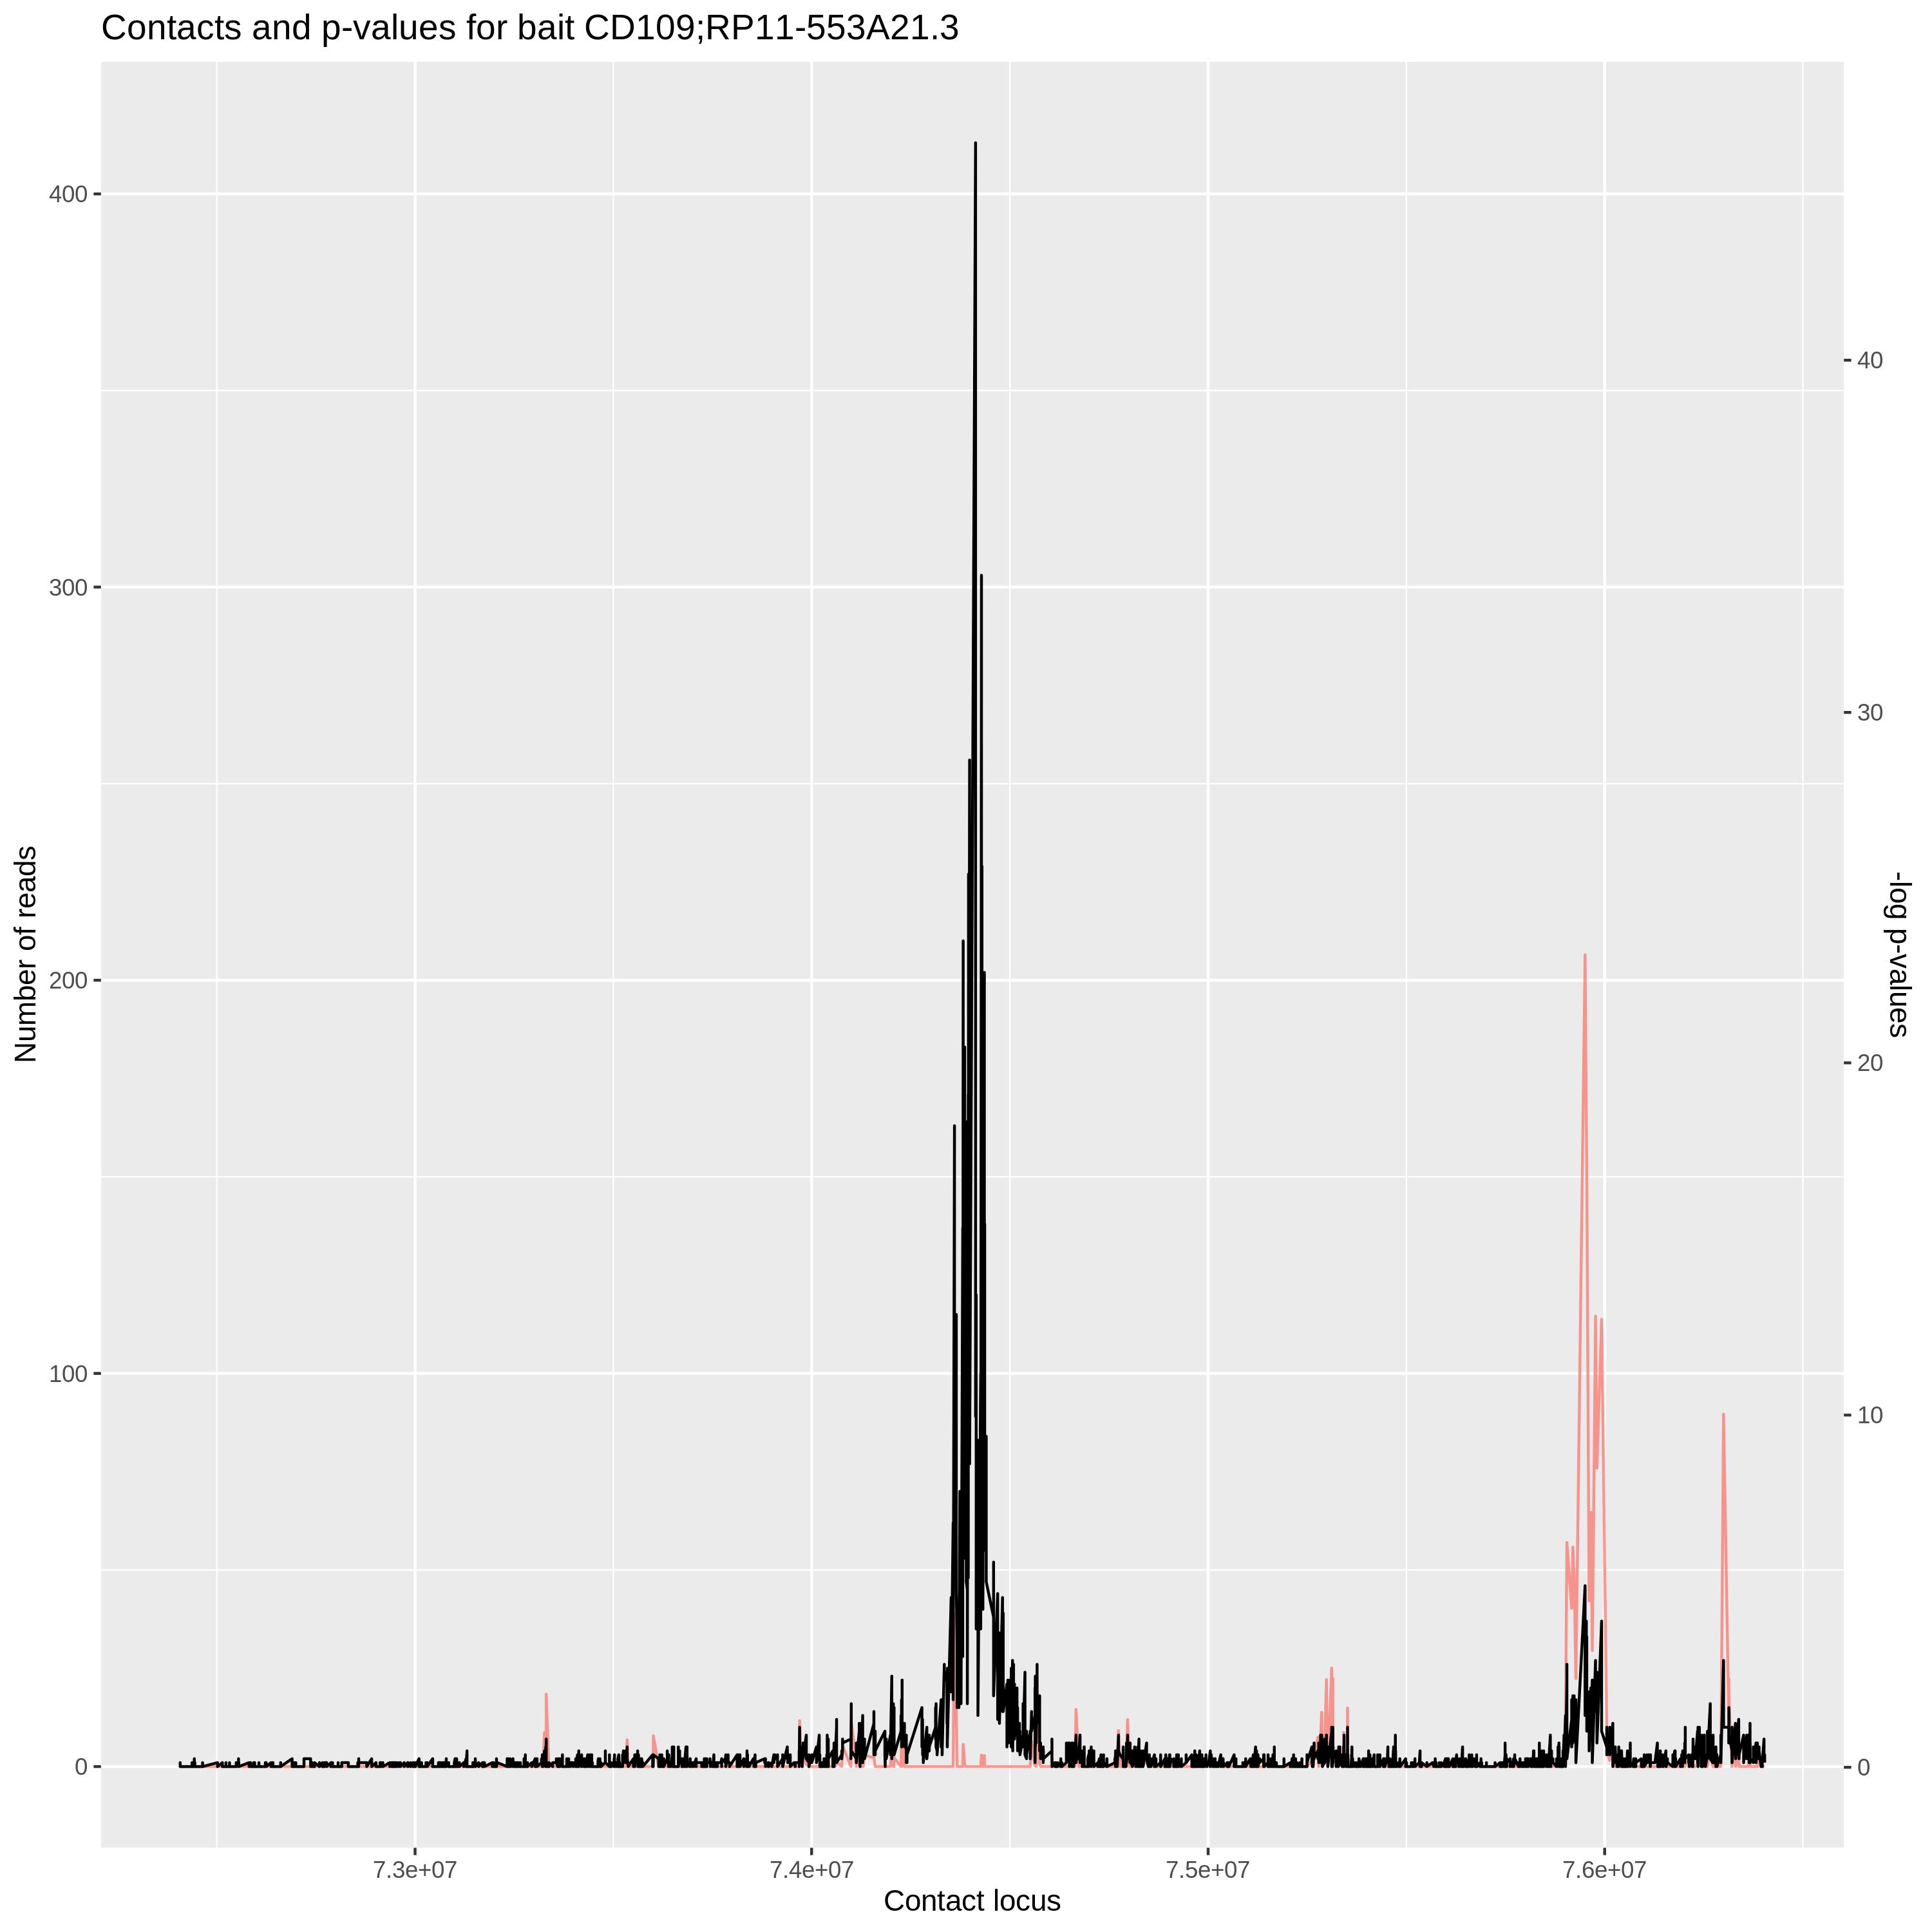 Contacts and p-values for bait CD109;RP11-553A21.3
Number of reads
400
300
200
100
0
-log p-values
40
30
20
10
0
7.3e+07 7.4e+07 7.5e+07 7.6e+07
Contact locus